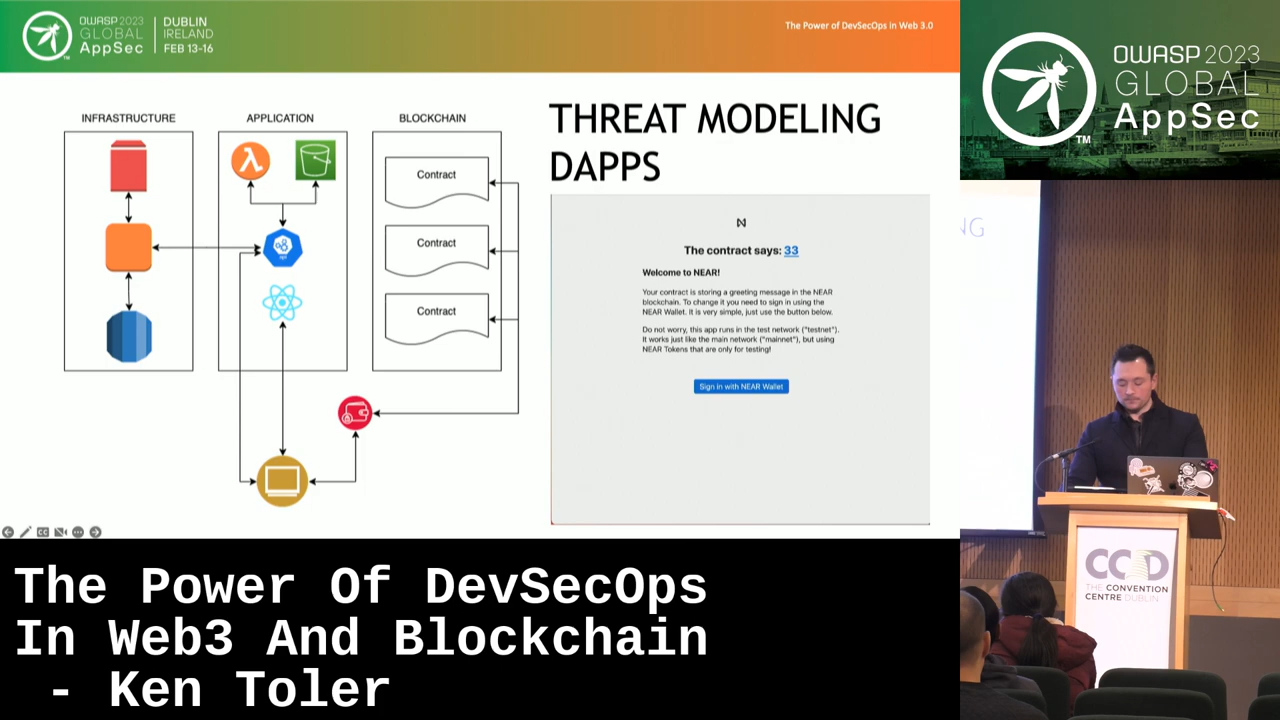 OWASP 2023
GLOBAL
AppSec
TM
DUBLIN
IRELAND
FEB 13-16
The Power of DevSecOps in Web 3.0
INFRASTRUCTURE
APPLICATION
BLOCKCHAIN
Contract
Contract
Contract
api
THREAT MODELING
DAPPS
N
The contract says: 33
Welcome to NEAR!
Your contract is storing a greeting message in the NEAR
blockchain. To change it you need to sign in using the
NEAR Wallet. It is very simple, just use the button below.
Do not worry, this app runs in the test network ("testnet").
It works just like the main network ("mainnet"), but using
NEAR Tokens that are only for testing!
Sign in with NEAR Wallet
CC
The Power Of DevSecOps
In Web3 And Blockchain
- Ken Toler
OWASP 2023
GLOBAL
AppSec
TM
NG
CCD
THE CONVENTION
CENTRE DUBLIN